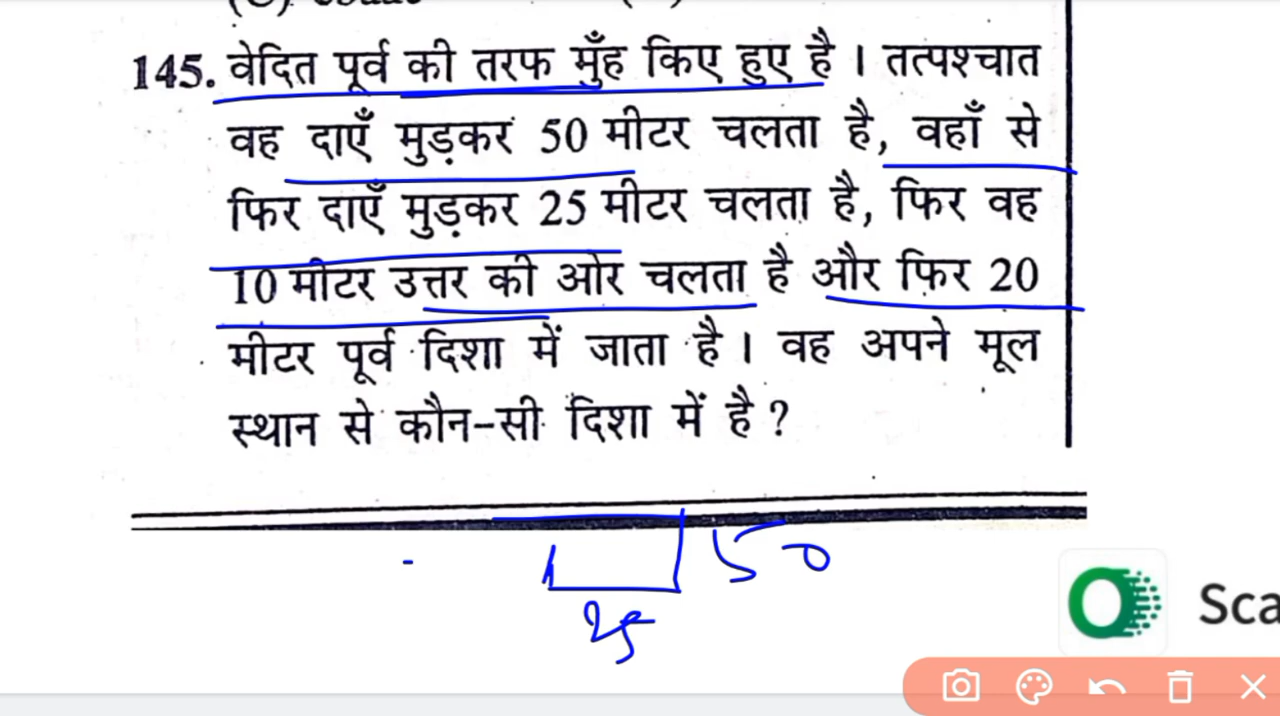 145. वेदित पूर्व की तरफ मुँह किए हुए है । तत्पश्चात
वह दाएँ मुड़कर 50 मीटर चलता है, वहाँ से
फिर दाएँ मुड़कर 25 मीटर चलता है, फिर वह
10 मीटर उत्तर की ओर चलता है और फिर 20
मीटर पूर्व दिशा में जाता है । वह अपने मूल
स्थान से कौन-सी दिशा में है ?
50
25
Sca